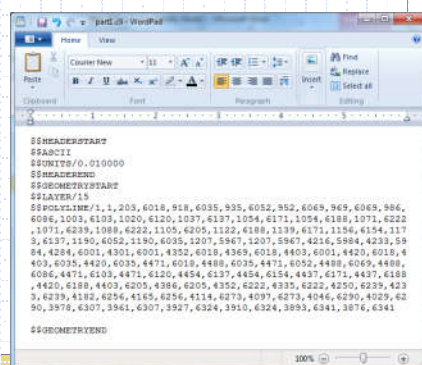 part1.cli - WordPad
Home View
Courier New 11
Paste
Clipboard Font Paragraph Insert Editing
Find
Replace
Select all
$$HEADERSTART
$$ASCII
$$UNITS/0.010000
$$HEADEREND
$$GEOMETRYSTART
$$LAYER/15
$$POLYLINE/1,1,203,6018,918,6035,935,6052,952,6069,969,6069,986,
6086,1003,6103,1020,6120,1037,6137,1054,6171,1054,6188,1071,6222
,1071,6239,1088,6222,1105,6205,1122,6188,1139,6171,1156,6154,117
3,6137,1190,6052,1190,6035,1207,5967,1207,5967,4216,5984,4233,59
84,4284,6001,4301,6001,4352,6018,4369,6018,4403,6001,4420,6018,4
403,6035,4420,6035,4471,6018,4488,6035,4471,6052,4488,6069,4488,
6086,4471,6103,4471,6120,4454,6137,4454,6154,4437,6171,4437,6188
,4420,6188,4403,6205,4386,6205,4352,6222,4335,6222,4250,6239,423
3,6239,4182,6256,4165,6256,4114,6273,4097,6273,4046,6290,4029,62
90,3978,6307,3961,6307,3927,6324,3910,6324,3893,6341,3876,6341
$$GEOMETRYEND
100%